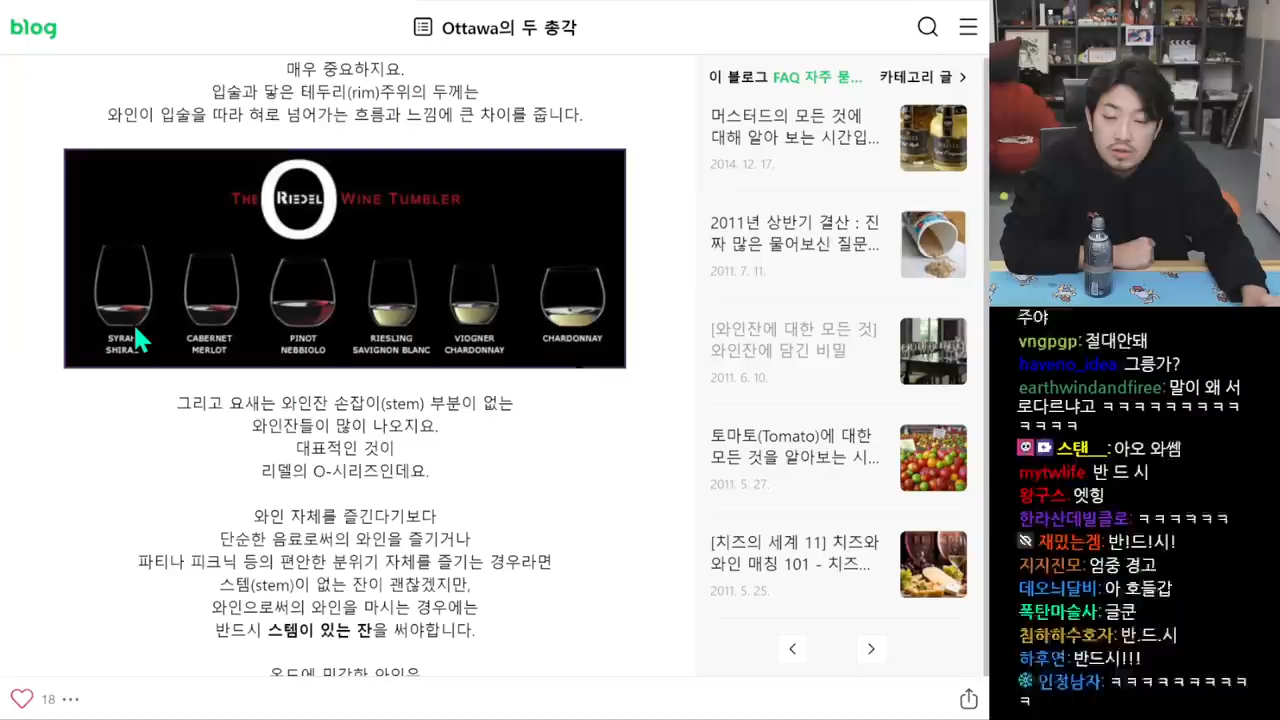 blog
Ottawa의 두 총각
매우 중요하지요.
입술과 닿은 테두리(rim)주위의 두께는
와인이 입술을 따라 혀로 넘어가는 흐름과 느낌에 큰 차이를 줍니다.
THE O RIEDEL WINE TUMBLER
SYRAH
SHIRAZ
CABERNET
MERLOT
PINOT
NEBBIOLO
RIESLING
SAVIGNON BLANC
VIOGNER
CHARDONNAY
CHARDONNAY
그리고 요새는 와인잔 손잡이(stem) 부분이 없는
와인잔들이 많이 나오지요.
대표적인 것이
리델의 O-시리즈인데요.
와인 자체를 즐긴다기보다
단순한 음료로써의 와인을 즐기거나
파티나 피크닉 등의 편안한 분위기 자체를 즐기는 경우라면
스템(stem)이 없는 잔이 괜찮겠지만,
와인으로써의 와인을 마시는 경우에는
반드시 스템이 있는 잔을 써야합니다.
온도에 민감한 와인은
18
이 블로그 FAQ 자주 묻... 카테고리 글
머스터드의 모든 것에
대해 알아 보는 시간입...
2014. 12. 17.
2011년 상반기 결산 : 진
짜 많은 물어보신 질문...
2011. 7. 11.
[와인잔에 대한 모든 것]
와인잔에 담긴 비밀
2011. 6. 10.
토마토(Tomato)에 대한
모든 것을 알아보는 시...
2011. 5. 27.
[치즈의 세계 11] 치즈와
와인 매칭 101 - 치즈...
2011. 5. 25.
주야
vngpgp: 절대안돼
haveno_idea: 그릉가?
earthwindandfiree: 말이 왜 서
로다르냐고 ㅋㅋㅋㅋㅋㅋㅋㅋㅋ
ㅋㅋㅋㅋ
스탠__: 아오 와쌤
mytwlife: 반 드 시
왕구스: 엣힝
한라산데빌클로: ㅋㅋㅋㅋㅋㅋ
재밌는겜: 반!드!시!
지지진모: 엄중 경고
데오늬달비: 아 호들갑
폭탄마술사: 글쿤
침하하수호자: 반.드.시
하후연: 반드시!!!
인정남자: ㅋㅋㅋㅋㅋㅋㅋㅋㅋ
ㅋ